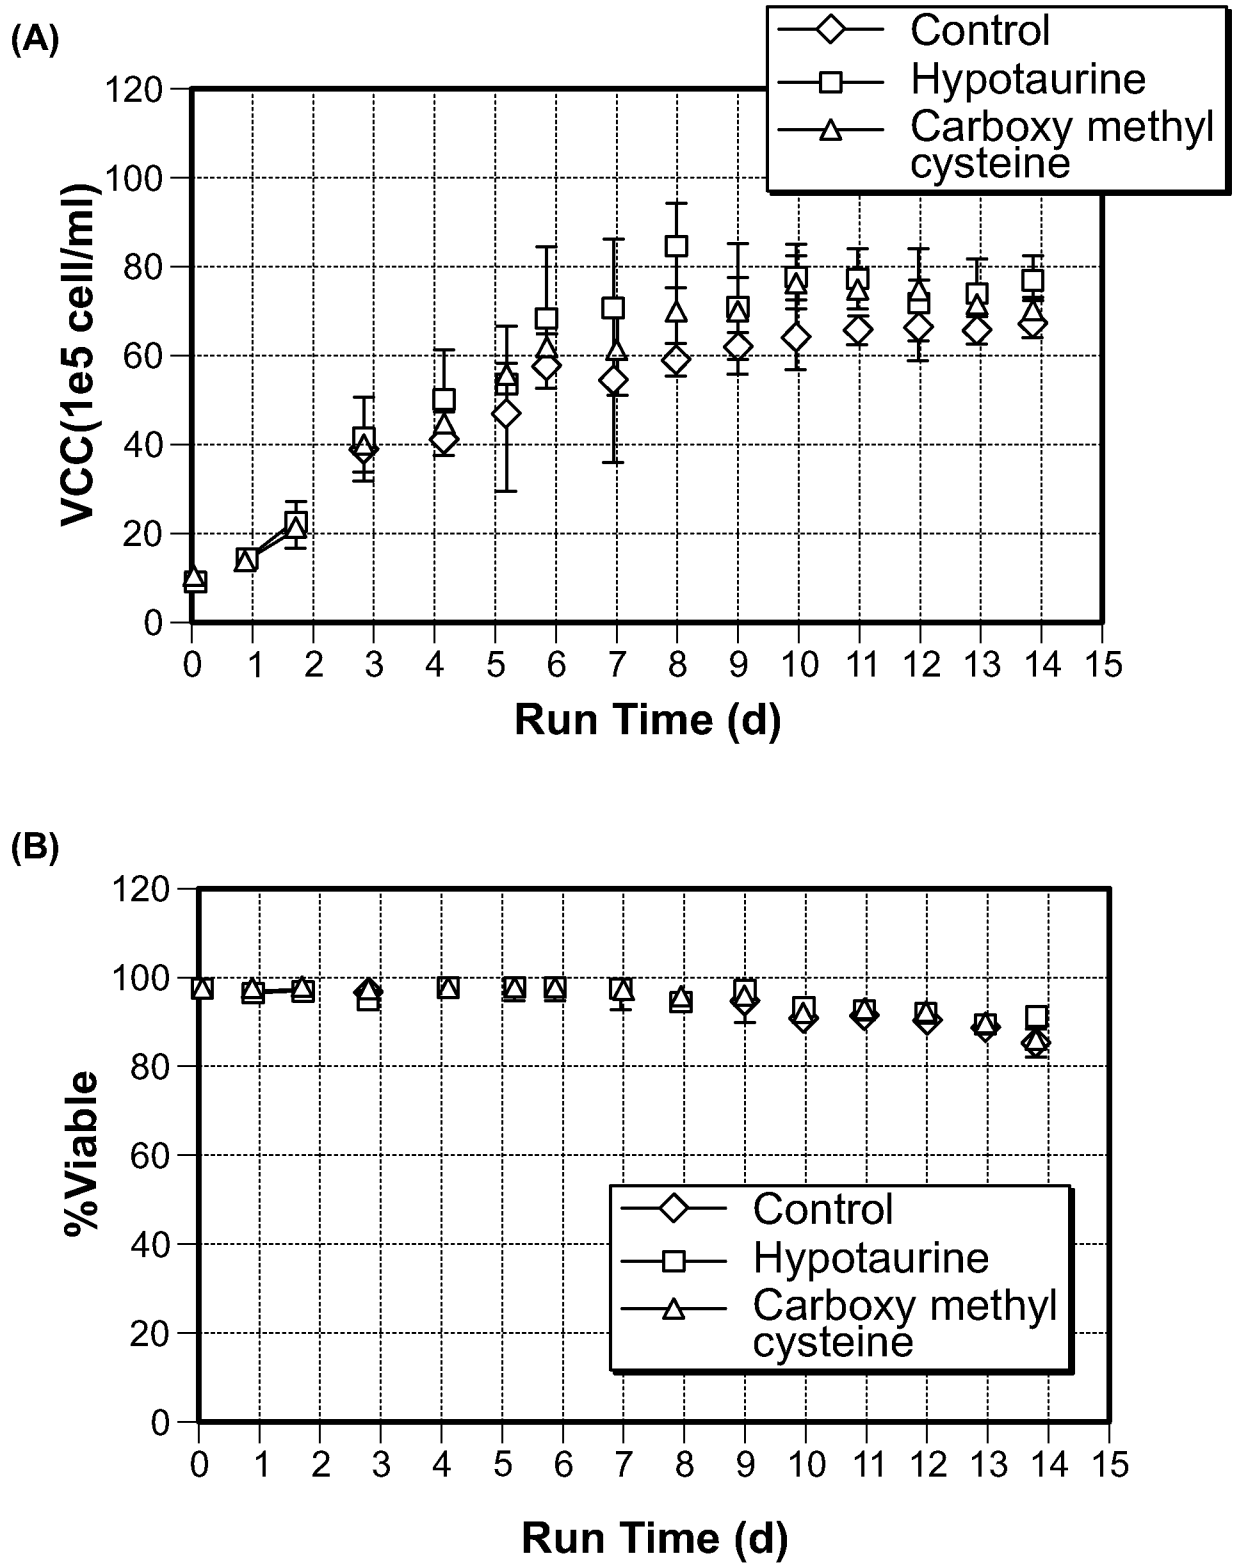 (A)
Control
Hypotaurine
Carboxy methyl
cysteine
120
100
80
60
40
20
0
VCC(1e5 cell/ml)
0 1 2 3 4 5 6 7 8 9 10 11 12 13 14 15
Run Time (d)
(B)
120
100
80
60
40
20
0
%Viable
Control
Hypotaurine
Carboxy methyl
cysteine
0 1 2 3 4 5 6 7 8 9 10 11 12 13 14 15
Run Time (d)